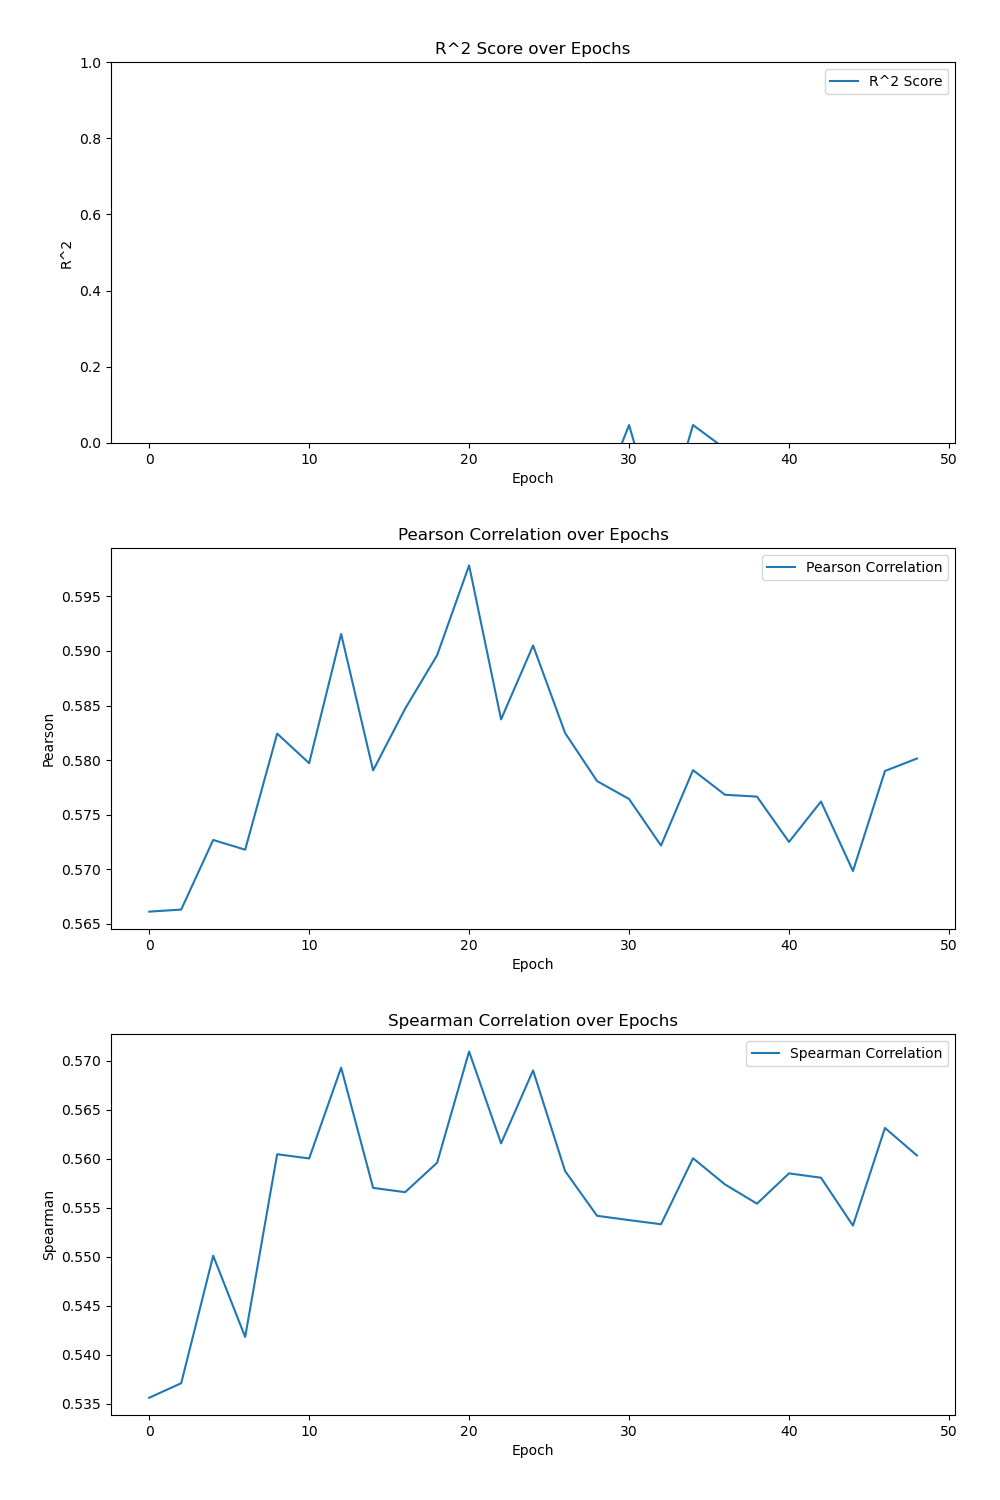 R^2 Score over Epochs
1.0
R^2 Score
0.8
0.6
R^2
0.4
0.2
0.0
0 10 20 30 40 50
Epoch
Pearson Correlation over Epochs
Pearson Correlation
0.595
0.590
0.585
Pearson
0.580
0.575
0.570
0.565
0 10 20 30 40 50
Epoch
Spearman Correlation over Epochs
Spearman Correlation
0.570
0.565
0.560
0.555
Spearman
0.550
0.545
0.540
0.535
0 10 20 30 40 50
Epoch